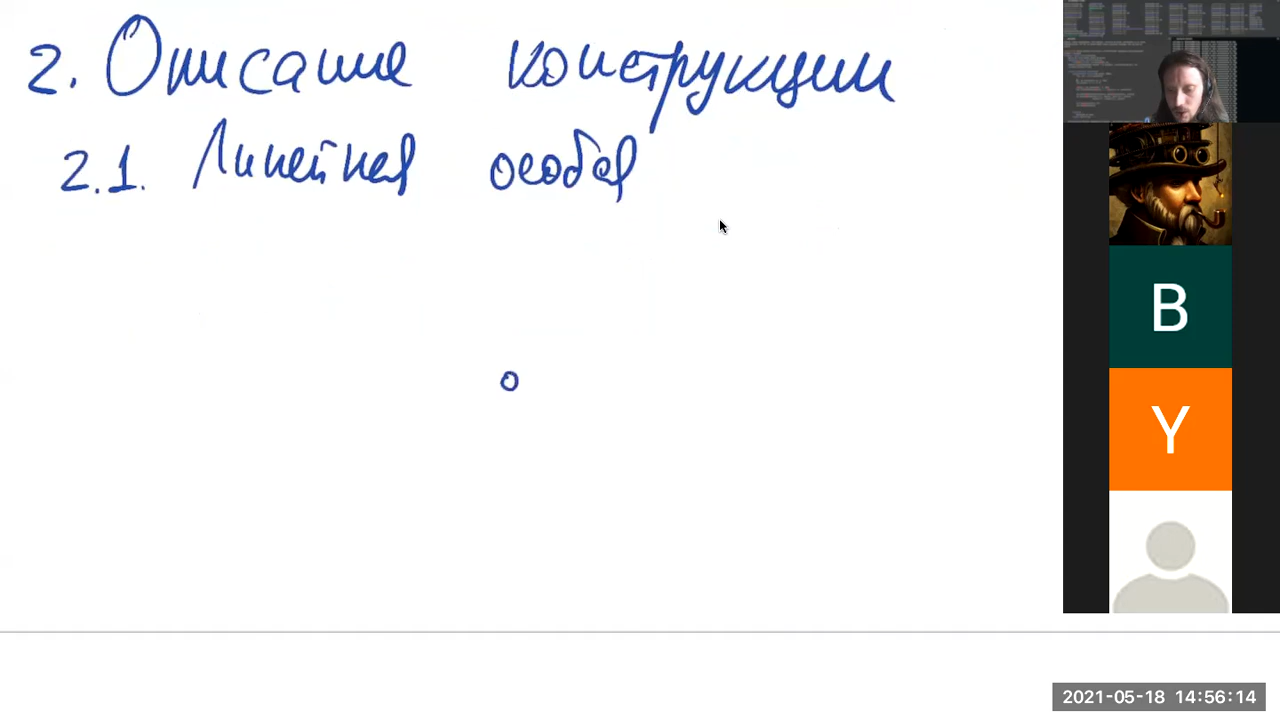 2. Описание конструкции
2.1. Линейная особая
B
Y
2021-05-18 14:56:14